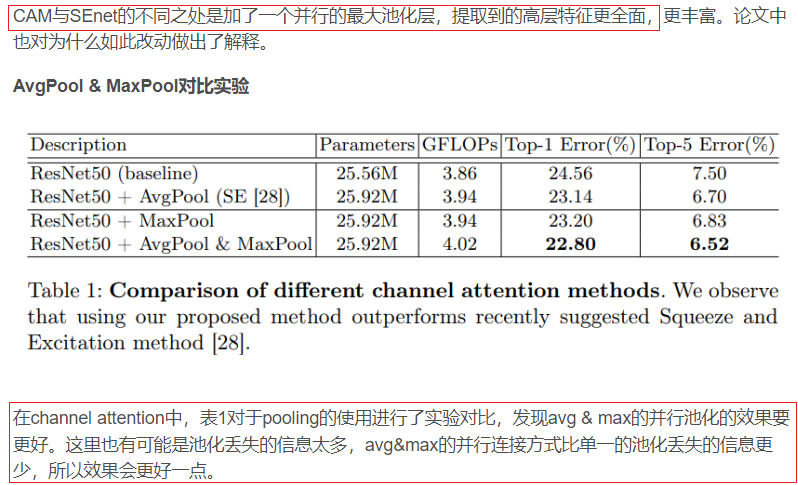 CAM与SEnet的不同之处是加了一个并行的最大池化层，提取到的高层特征更全面，更丰富。论文中
也对为什么如此改动做出了解释。
AvgPool & MaxPool对比实验
Description Parameters GFLOPs Top-1 Error(%) Top-5 Error(%)
ResNet50 (baseline) 25.56M 3.86 24.56 7.50
ResNet50 + AvgPool (SE [28]) 25.92M 3.94 23.14 6.70
ResNet50 + MaxPool 25.92M 3.94 23.20 6.83
ResNet50 + AvgPool & MaxPool 25.92M 4.02 22.80 6.52
Table 1: Comparison of different channel attention methods. We observe
that using our proposed method outperforms recently suggested Squeeze and
Excitation method [28].
在channel attention中，表1对于pooling的使用进行了实验对比，发现avg & max的并行池化的效果要
更好。这里也有可能是池化丢失的信息太多，avg&max的并行连接方式比单一的池化丢失的信息更
少，所以效果会更好一点。